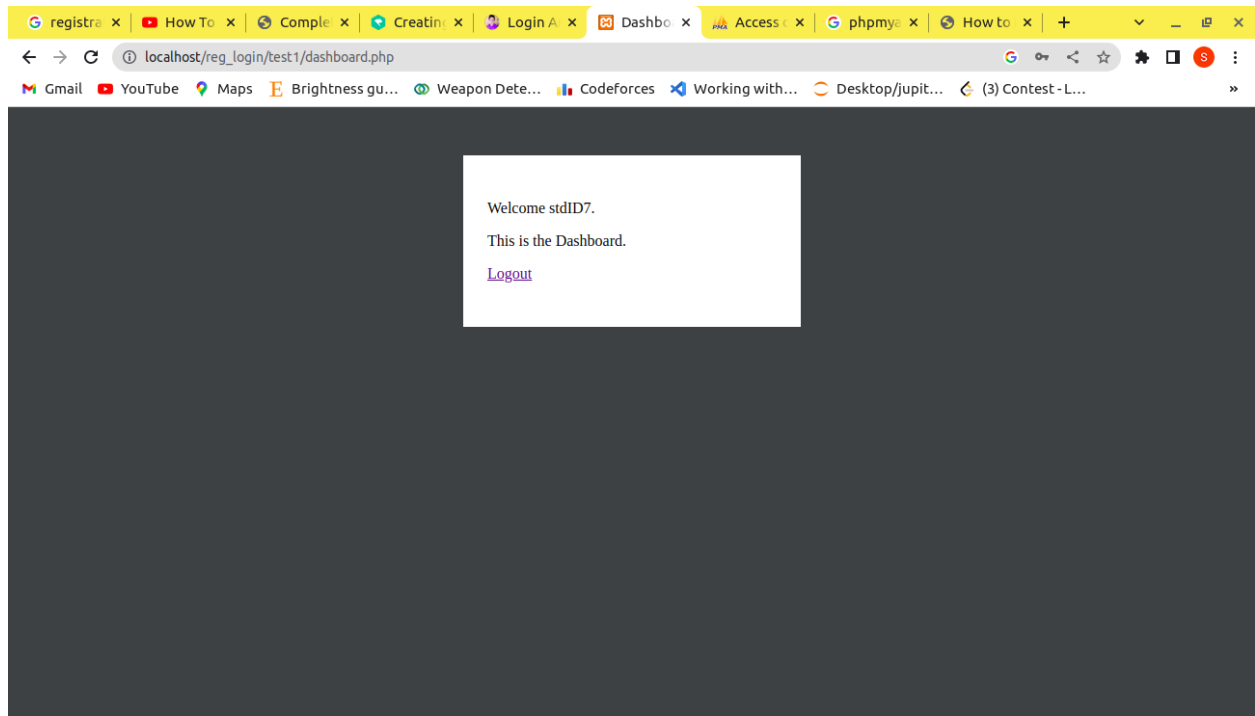 registra How To Comple Creating Login A Dashbo Access phpmya How to
localhost/reg_login/test1/dashboard.php
Gmail YouTube Maps Brightness gu... Weapon Dete... Codeforces Working with... Desktop/jupit... (3) Contest - L...
Welcome stdID7.
This is the Dashboard.
Logout